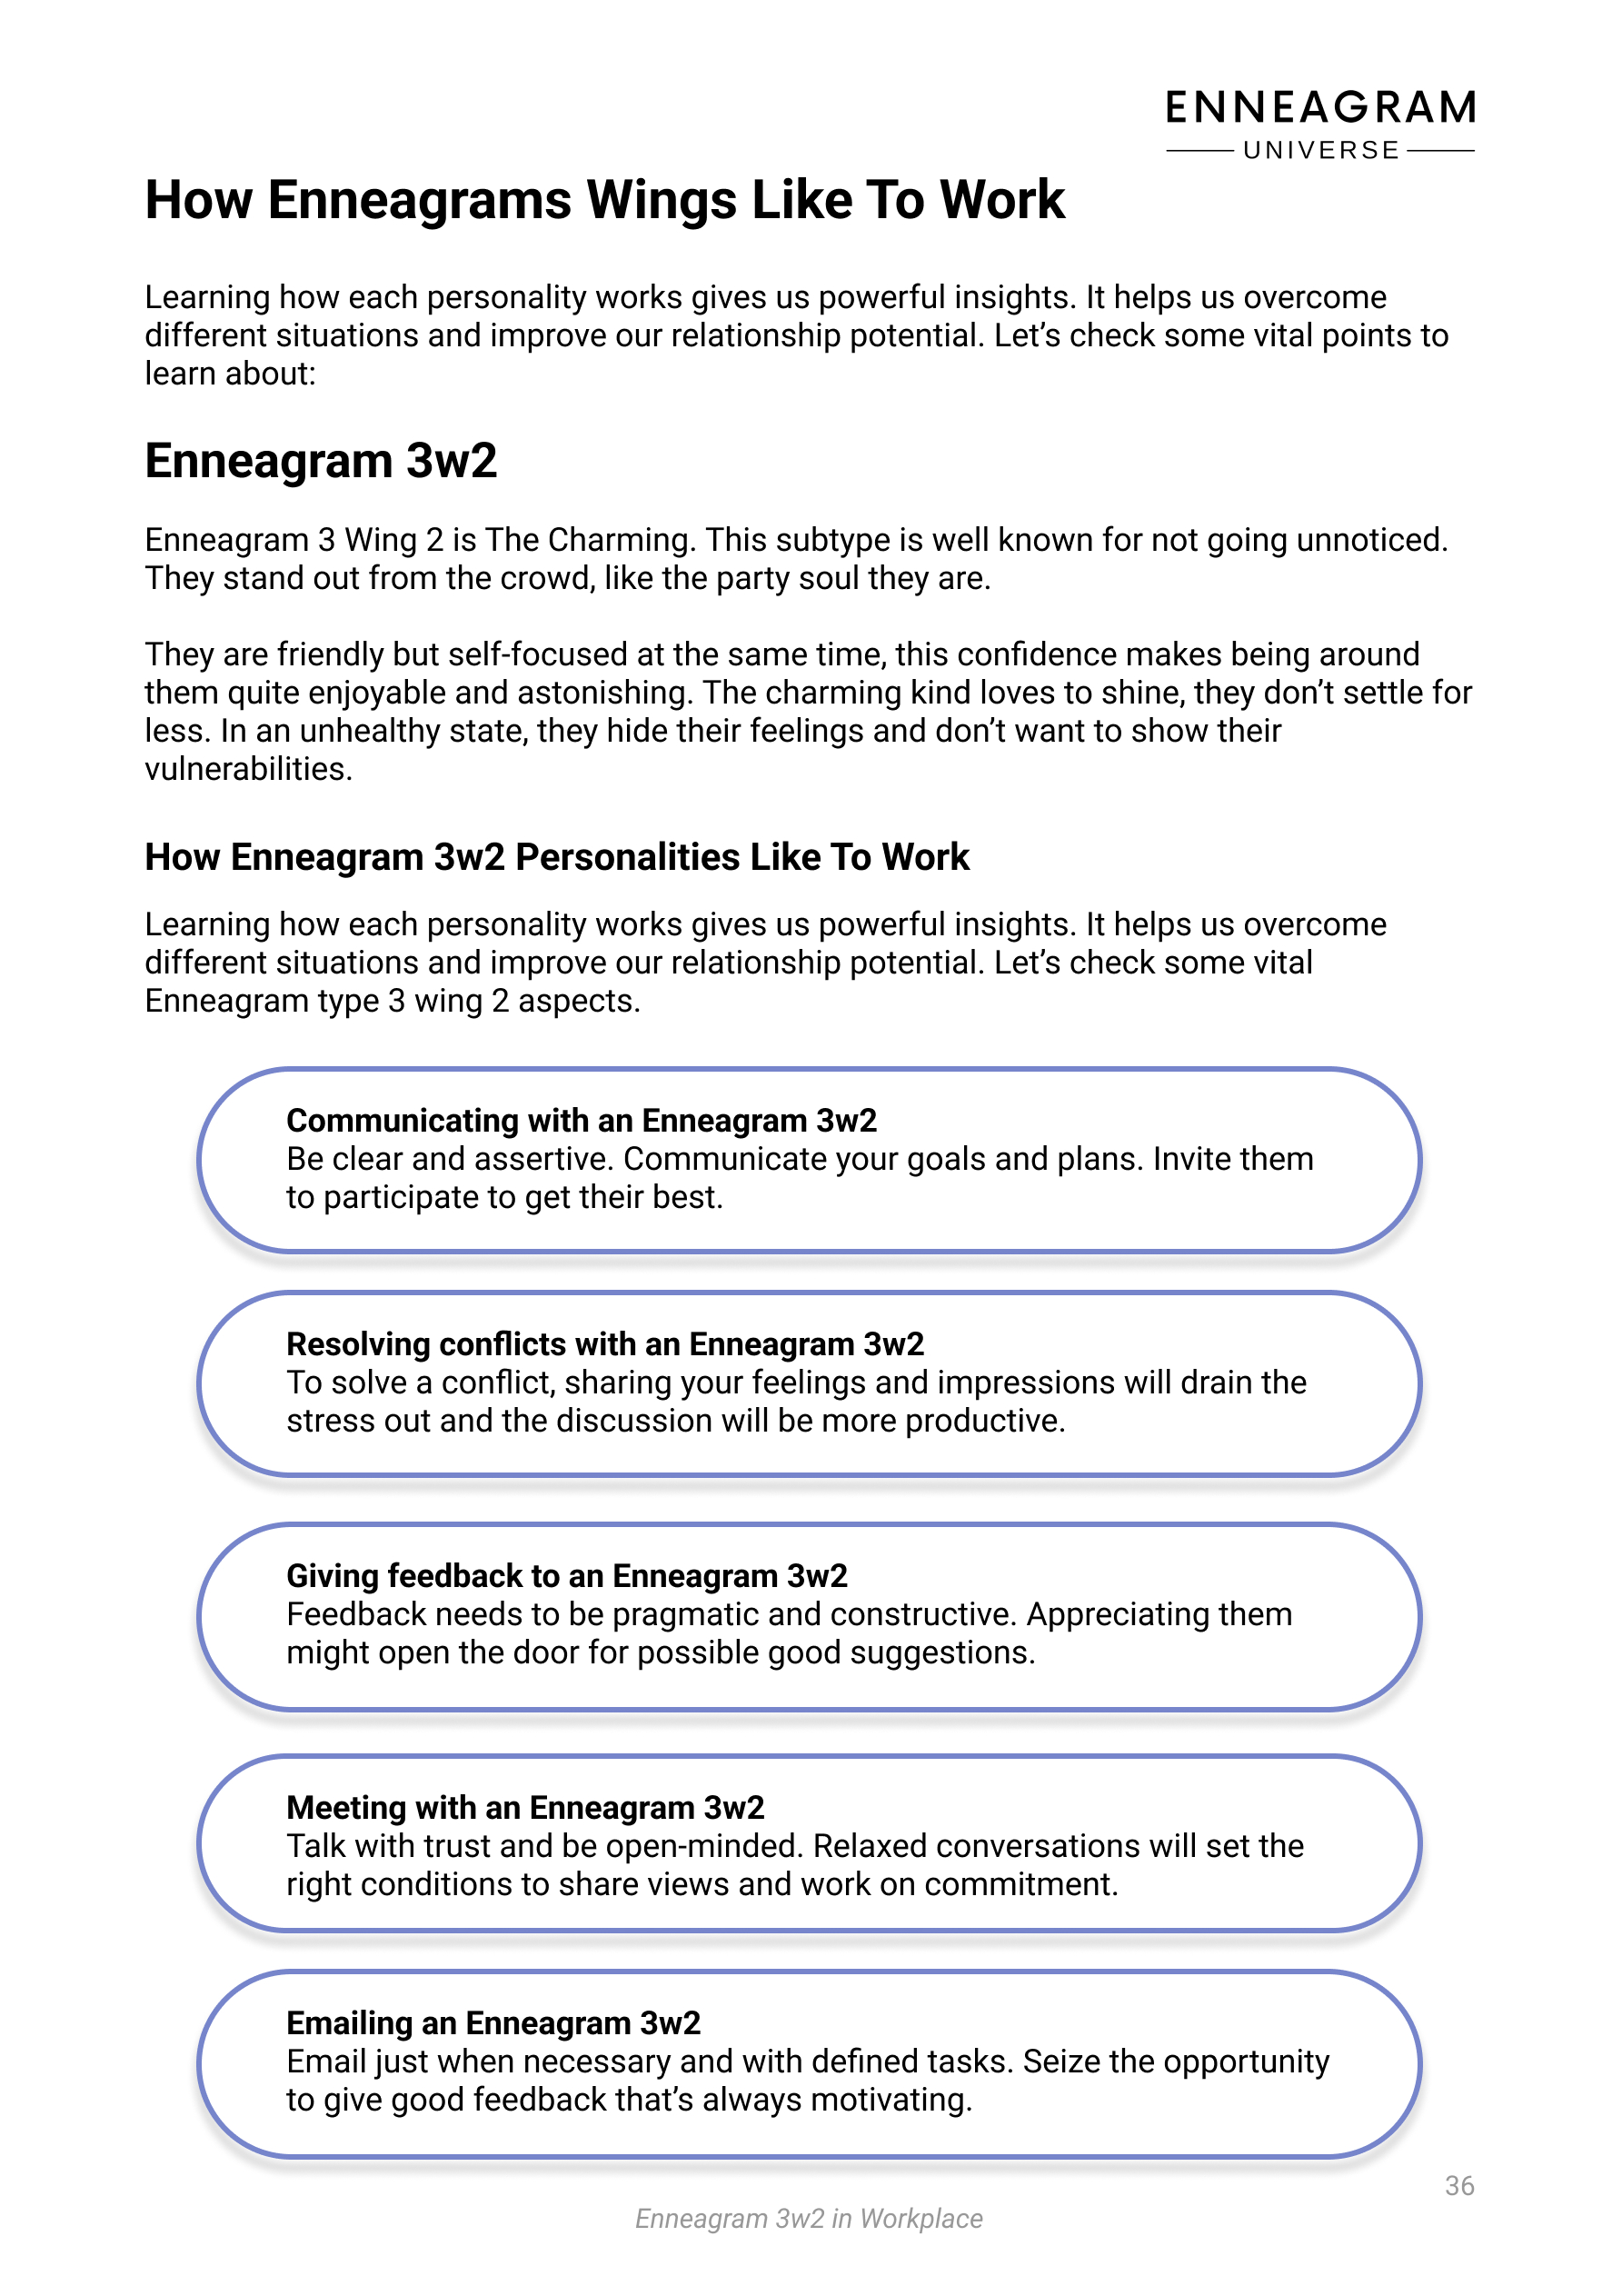 ENNEAGRAM
UNIVERSE
How Enneagrams Wings Like To Work
Learning how each personality works gives us powerful insights. It helps us overcome
different situations and improve our relationship potential. Let’s check some vital points to
learn about:
Enneagram 3w2
Enneagram 3 Wing 2 is The Charming. This subtype is well known for not going unnoticed.
They stand out from the crowd, like the party soul they are.
They are friendly but self-focused at the same time, this confidence makes being around
them quite enjoyable and astonishing. The charming kind loves to shine, they don’t settle for
less. In an unhealthy state, they hide their feelings and don’t want to show their
vulnerabilities.
How Enneagram 3w2 Personalities Like To Work
Learning how each personality works gives us powerful insights. It helps us overcome
different situations and improve our relationship potential. Let’s check some vital
Enneagram type 3 wing 2 aspects.
Communicating with an Enneagram 3w2
Be clear and assertive. Communicate your goals and plans. Invite them
to participate to get their best.
Resolving conflicts with an Enneagram 3w2
To solve a conflict, sharing your feelings and impressions will drain the
stress out and the discussion will be more productive.
Giving feedback to an Enneagram 3w2
Feedback needs to be pragmatic and constructive. Appreciating them
might open the door for possible good suggestions.
Meeting with an Enneagram 3w2
Talk with trust and be open-minded. Relaxed conversations will set the
right conditions to share views and work on commitment.
Emailing an Enneagram 3w2
Email just when necessary and with defined tasks. Seize the opportunity
to give good feedback that’s always motivating.
36
Enneagram 3w2 in Workplace